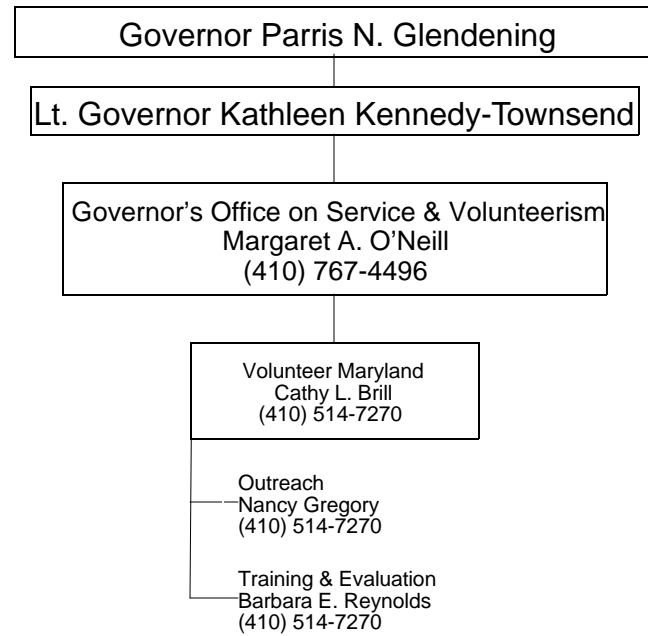 Governor Parris N. Glendening
Lt. Governor Kathleen Kennedy-Townsend
Governor's Office on Service & Volunteerism
Margaret A. O'Neill
(410) 767-4496
Volunteer Maryland
Cathy L. Brill
(410) 514-7270
Outreach
Nancy Gregory
(410) 514-7270
Training & Evaluation
Barbara E. Reynolds
(410) 514-7270